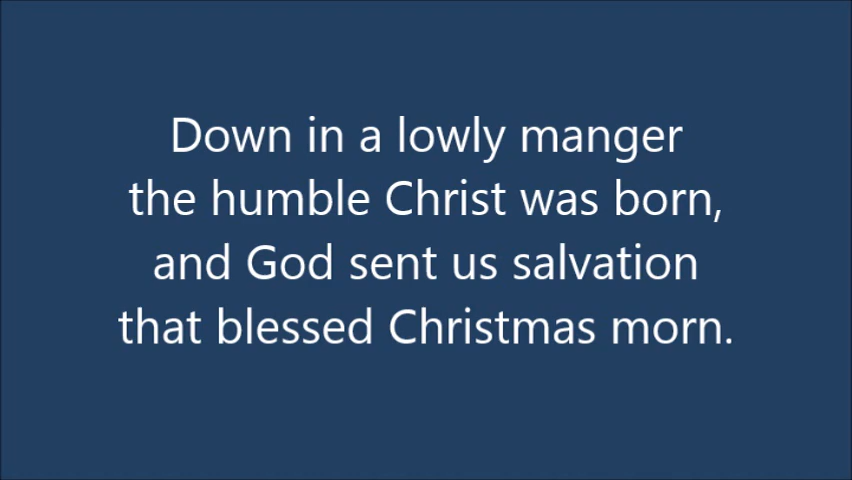 Down in a lowly manger
the humble Christ was born,
and God sent us salvation
that blessed Christmas morn.